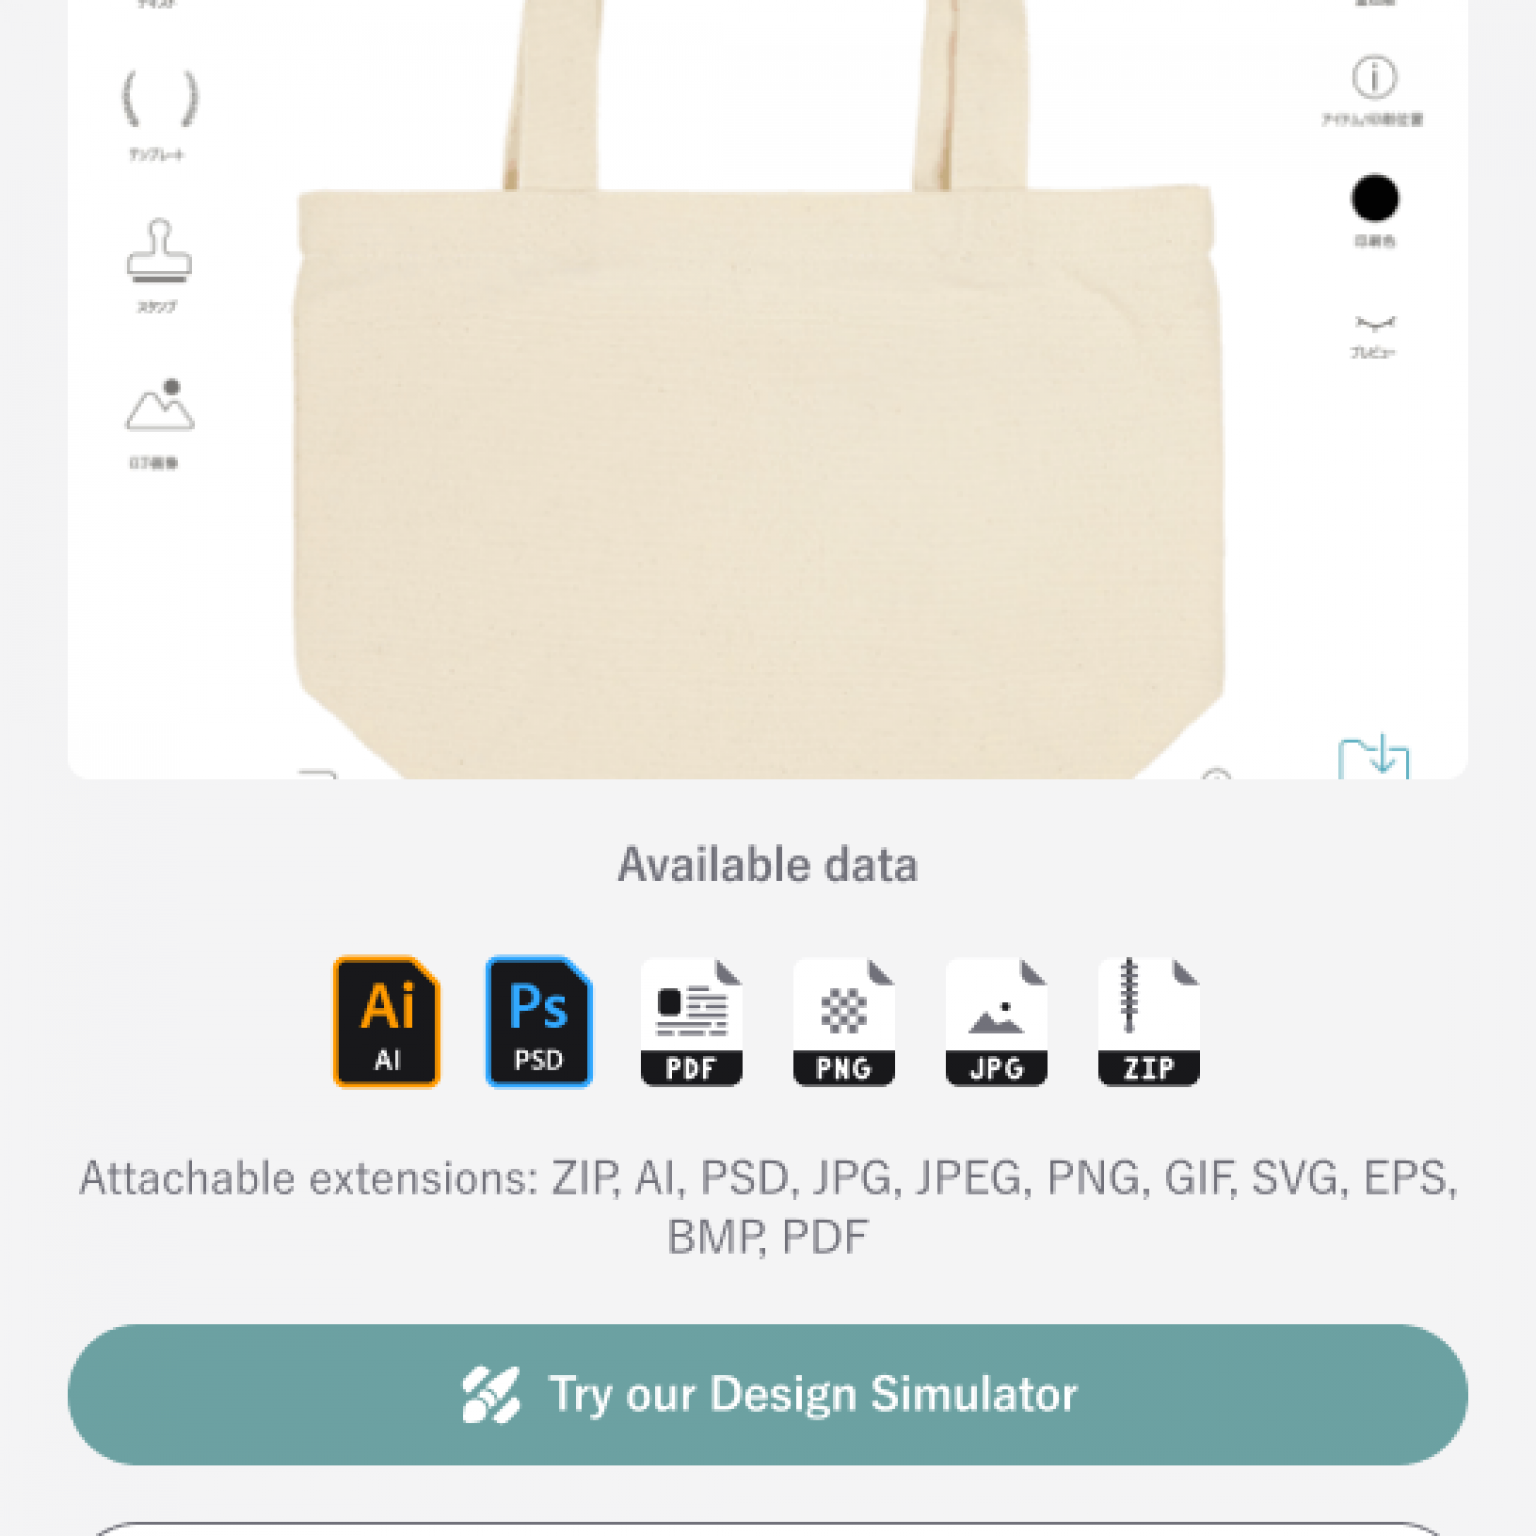 テンプレート
スタンプ
ロゴ画像
アイテム/印刷位置
印刷色
プレビュー
Available data
Ai
AI
Ps
PSD
PDF
PNG
JPG
ZIP
Attachable extensions: ZIP, AI, PSD, JPG, JPEG, PNG, GIF, SVG, EPS,
BMP, PDF
Try our Design Simulator